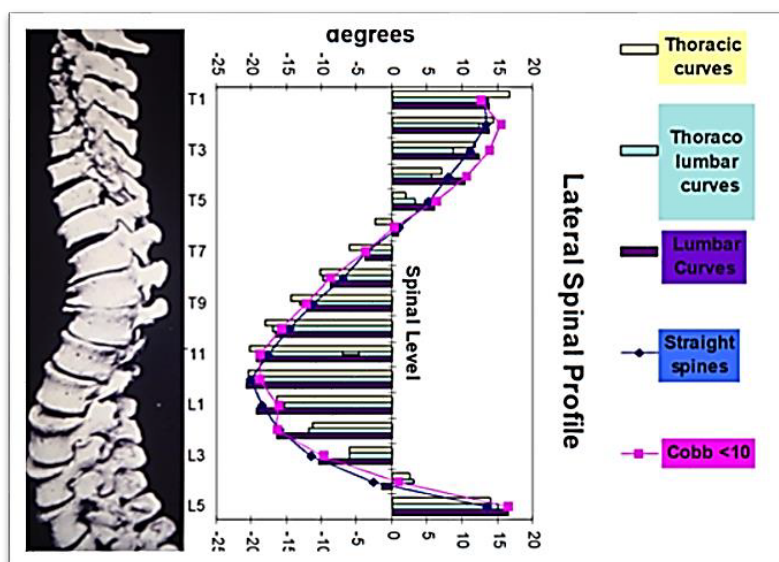 degrees
-25 -20 -15 -10 -5 0 5 10 15 20
T1
T3
T5
T7
T9
11
L1
L3
L5
Spinal Level
-25 -20 -15 -10 -5 0 5 10 15 20
Lateral Spinal Profile
Thoracic
curves
Thoraco
lumbar
curves
Lumbar
Curves
Straight
spines
Cobb <10